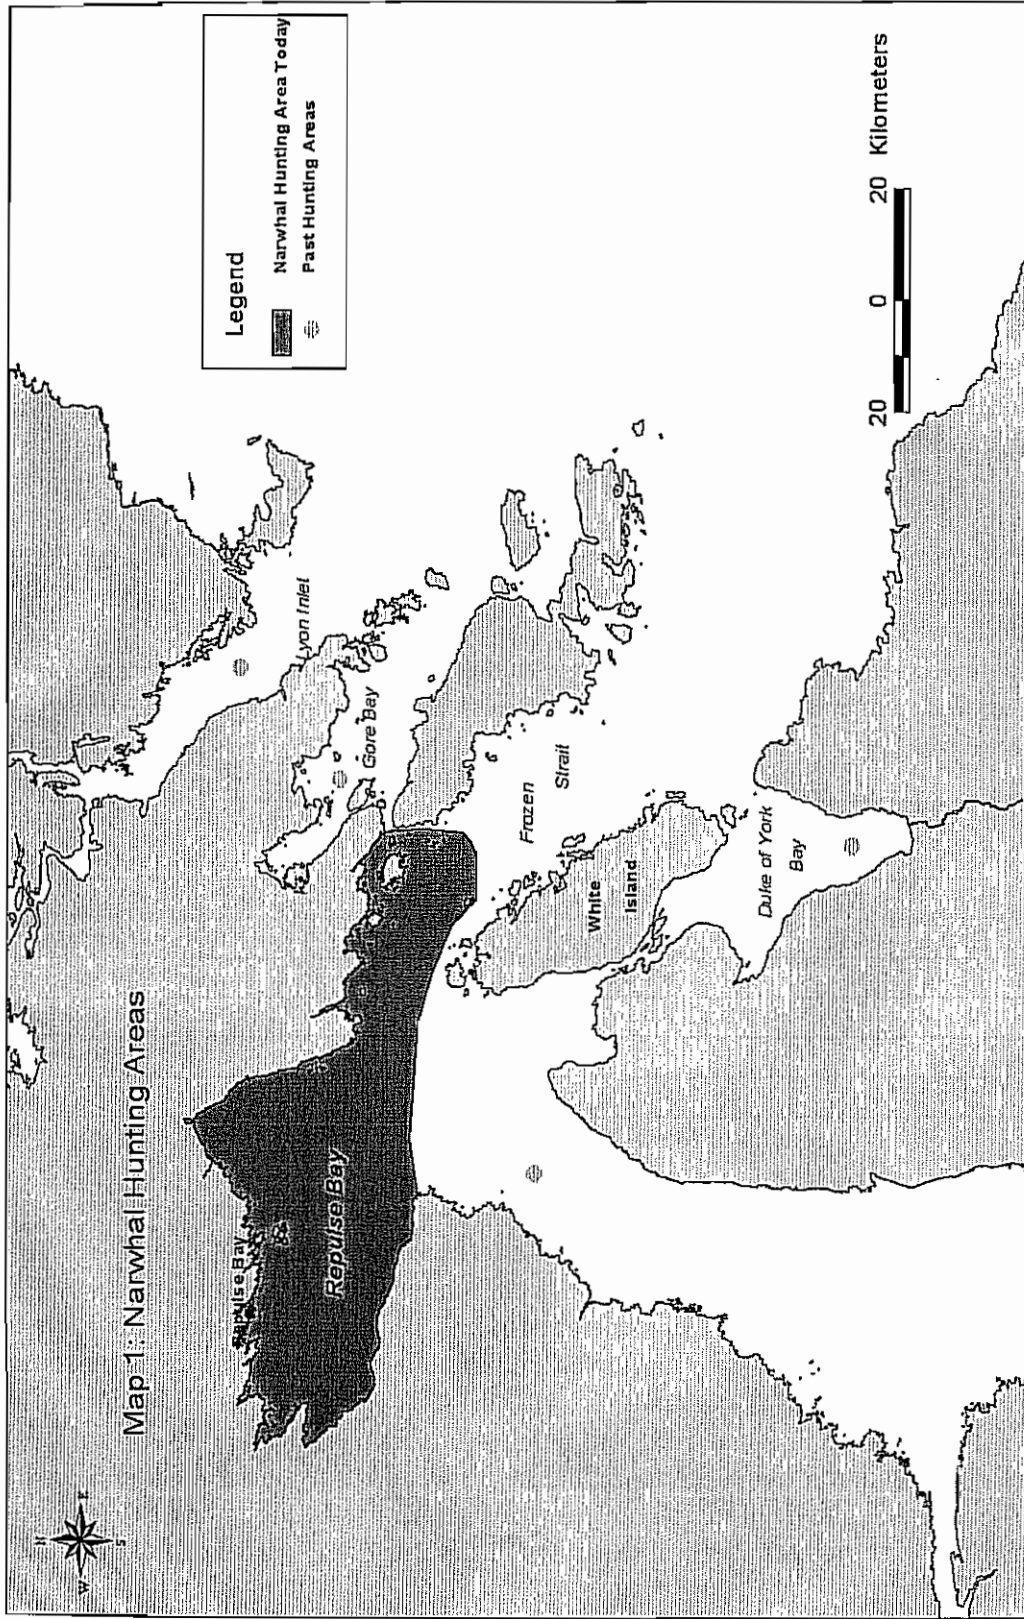 Map 1: Narwhal Hunting Areas
N
W
E
S
Legend
Narwhal Hunting Area Today
Past Hunting Areas
Repulse Bay
Repulse Bay
Lyon Inlet
Gore Bay
Frozen
Strait
White
Island
Duke of York
Bay
20 0 20 Kilometers